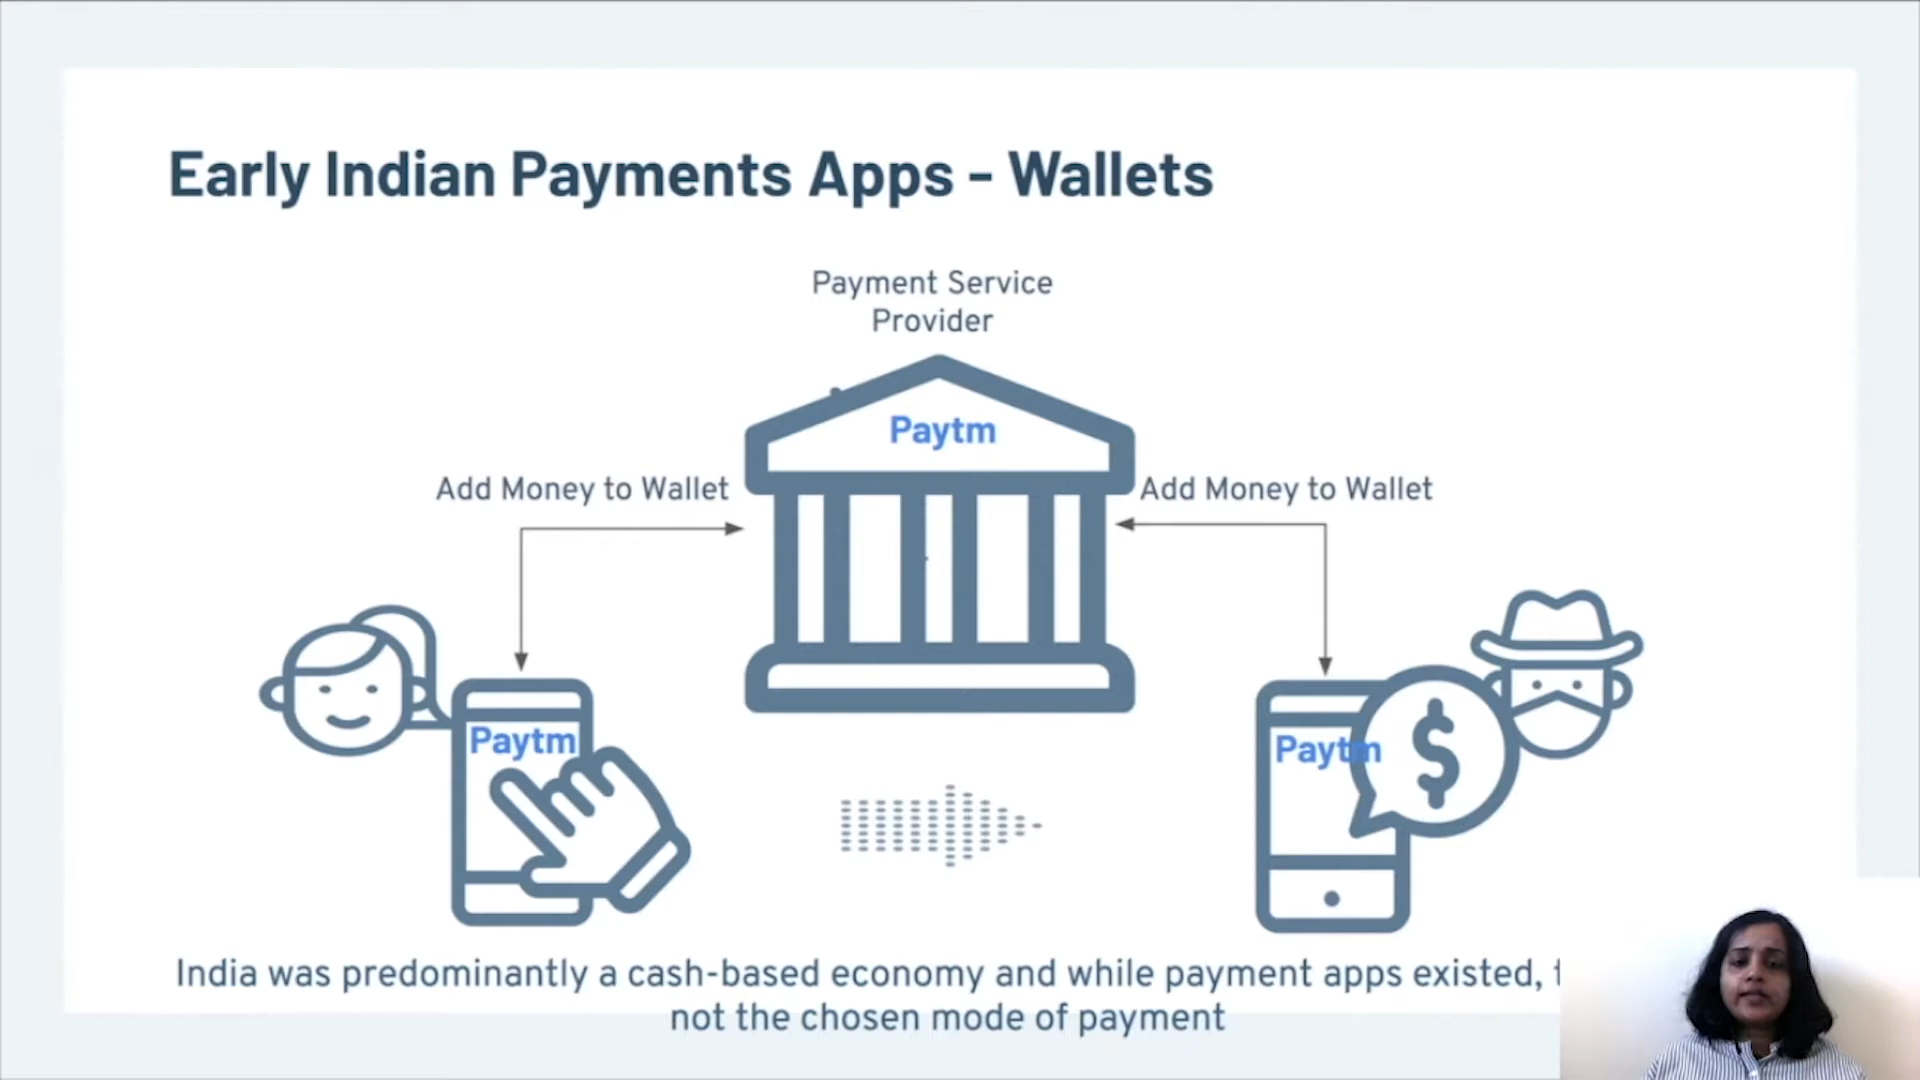 Early Indian Payments Apps - Wallets
Payment Service
Provider
Paytm
Add Money to Wallet
Add Money to Wallet
Paytm
Paytm
$
India was predominantly a cash-based economy and while payment apps existed,
not the chosen mode of payment